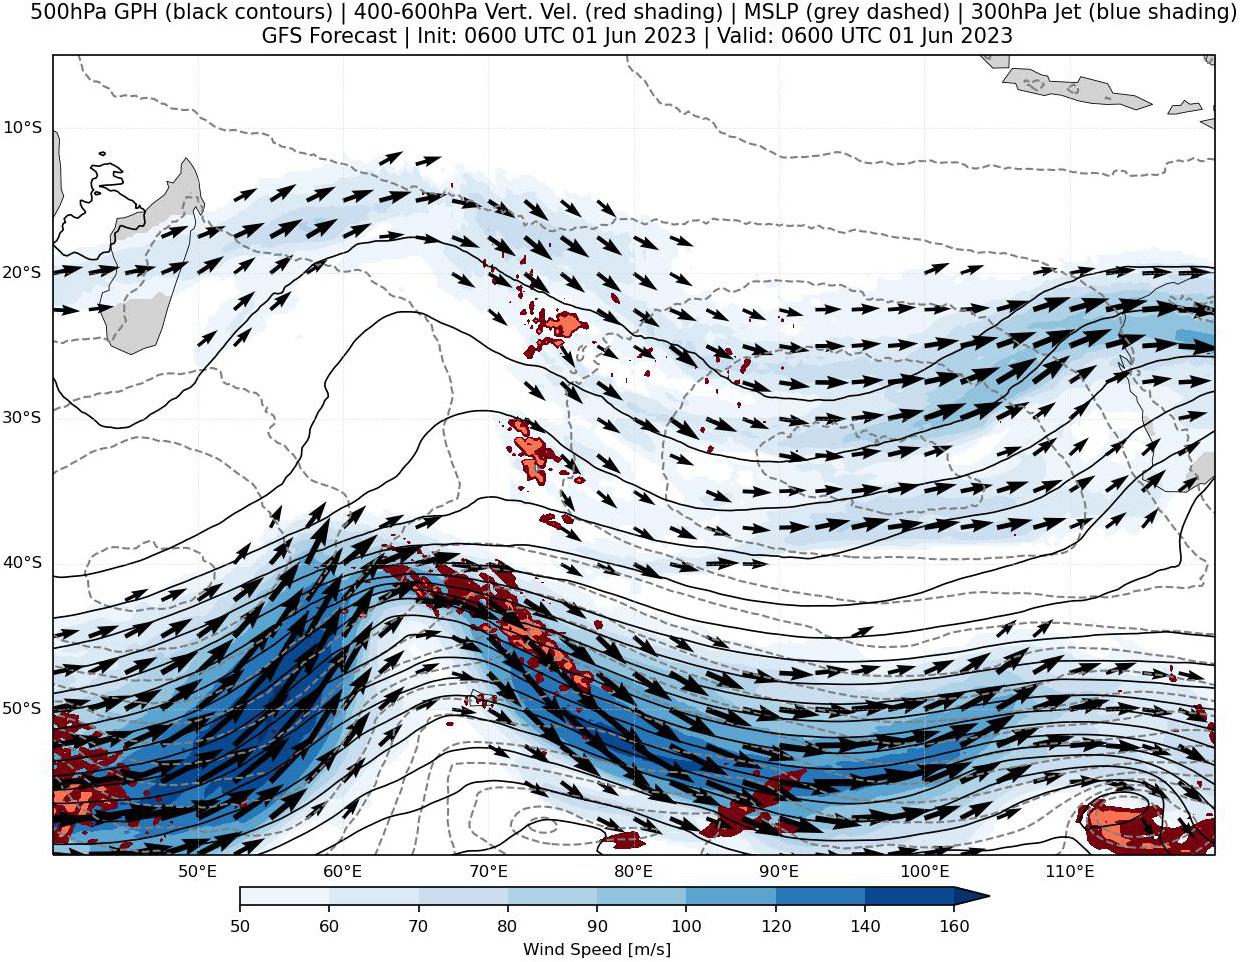 500hPa GPH (black contours) | 400-600hPa Vert. Vel. (red shading) | MSLP (grey dashed) | 300hPa Jet (blue shading)
GFS Forecast | Init: 0600 UTC 01 Jun 2023 | Valid: 0600 UTC 01 Jun 2023
10°S
20°S
30°S
40°S
50°S
50°E 60°E 70°E 80°E 90°E 100°E 110°E
50 60 70 80 90 100 120 140 160
Wind Speed [m/s]